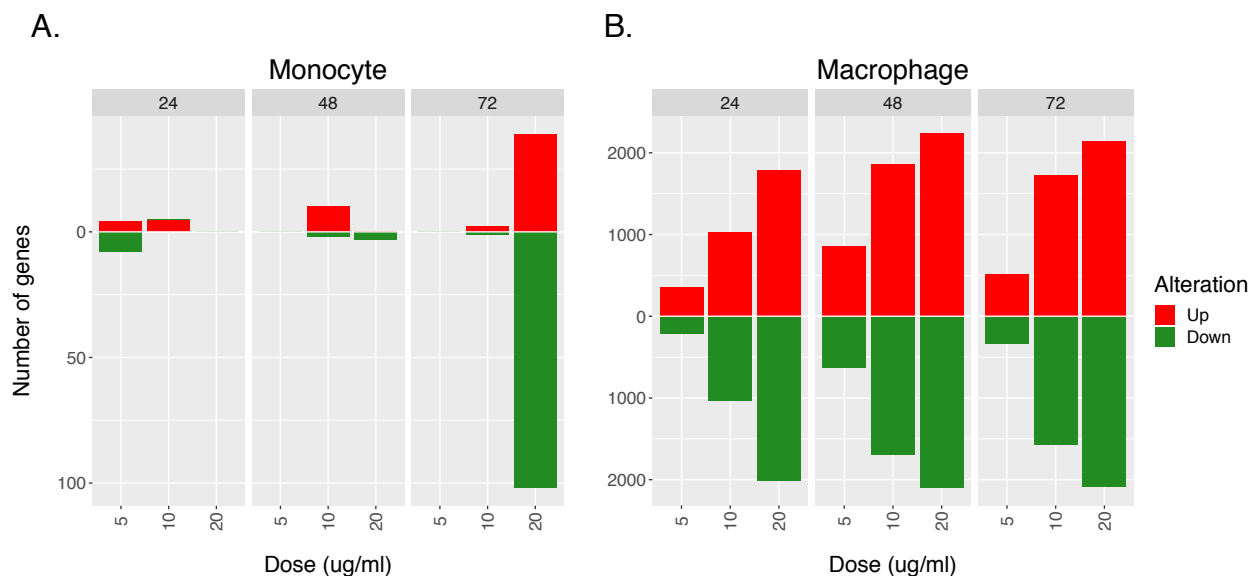 A.
B.
Monocyte
Macrophage
24 48 72
24 48 72
Number of genes
0
50
100
2000
1000
0
1000
2000
5 10 20 5 10 20 5 10 20
5 10 20 5 10 20 5 10 20
Dose (ug/ml)
Dose (ug/ml)
Alteration
Up
Down